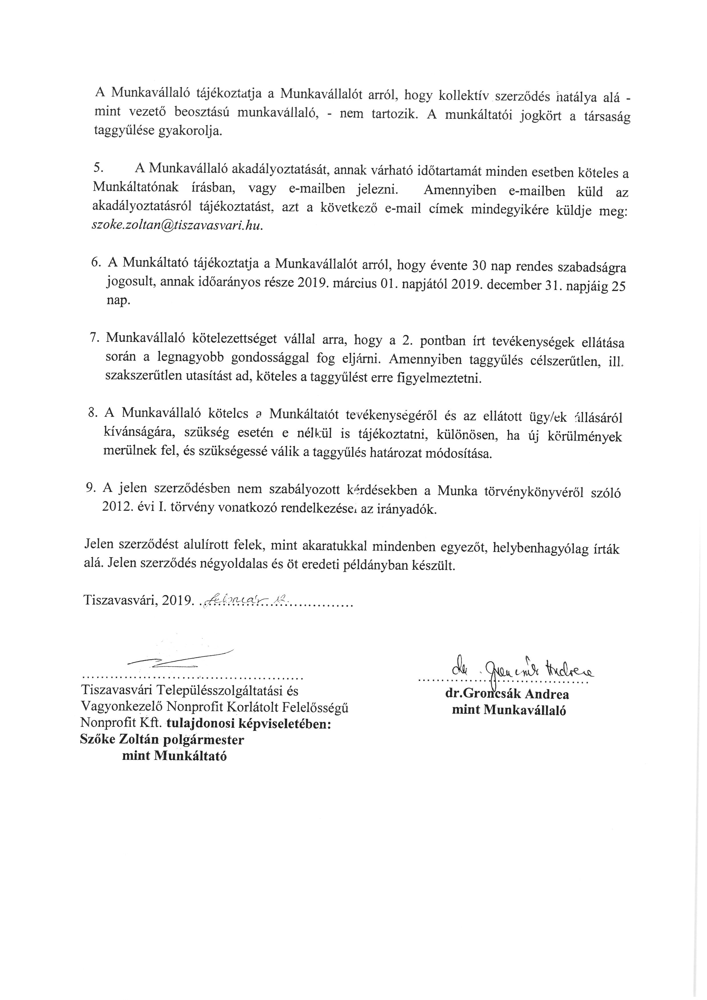 A Munkavállaló tájékoztatja a Munkavállalót arról, hogy kollektív szerződés hatálya alá -
mint vezető beosztású munkavállaló, - nem tartozik. A munkáltatói jogkört a társaság
taggyűlése gyakorolja.
5. A Munkavállaló akadályoztatását, annak várható időtartamát minden esetben köteles a
Munkáltatónak írásban, vagy e-mailben jelezni. Amennyiben e-mailben küld az
akadályoztatásról tájékoztatást, azt a következő e-mail címek mindegyikére küldje meg:
szoke.zoltan@tiszavasvari.hu.
6. A Munkáltató tájékoztatja a Munkavállalót arról, hogy évente 30 nap rendes szabadságra
jogosult, annak időarányos része 2019. március 01. napjától 2019. december 31. napjáig 25
nap.
7. Munkavállaló kötelezettséget vállal arra, hogy a 2. pontban írt tevékenységek ellátása
során a legnagyobb gondossággal fog eljárni. Amennyiben taggyűlés célszerűtlen, ill.
szakszerűtlen utasítást ad, köteles a taggyűlést erre figyelmeztetni.
8. A Munkavállaló köteles a Munkáltatót tevékenységéről és az ellátott ügy/ek állásáról
kívánságára, szükség esetén e nélkül is tájékoztatni, különösen, ha új körülmények
merülnek fel, és szükségessé válik a taggyűlés határozat módosítása.
9. A jelen szerződésben nem szabályozott kérdésekben a Munka törvénykönyvéről szóló
2012. évi I. törvény vonatkozó rendelkezései az irányadók.
Jelen szerződést alulírott felek, mint akaratukkal mindenben egyezőt, helybenhagyólag írták
alá. Jelen szerződés négyoldalas és öt eredeti példányban készült.
Tiszavasvári, 2019. február 12.
dr. Groncsák Andrea
Tiszavasvári Településszolgáltatási és
Vagyonkezelő Nonprofit Korlátolt Felelősségű
Nonprofit Kft. tulajdonosi képviseletében:
Szőke Zoltán polgármester
mint Munkáltató
dr.Groncsák Andrea
mint Munkavállaló